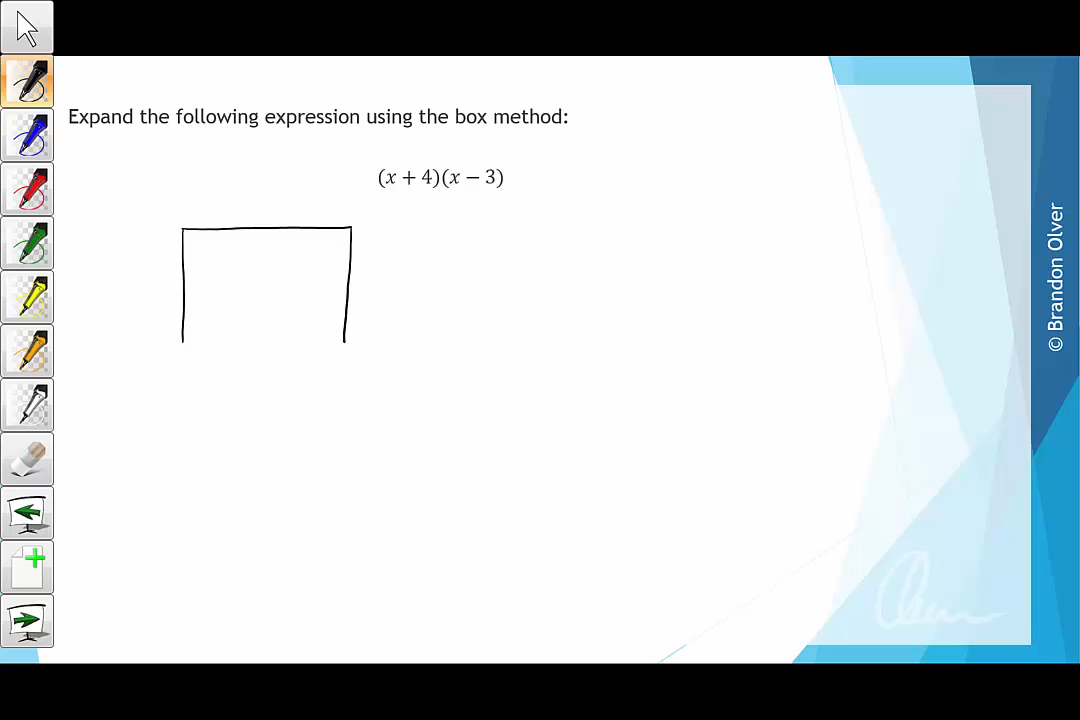 Expand the following expression using the box method:
(x + 4)(x − 3)
© Brandon Olver